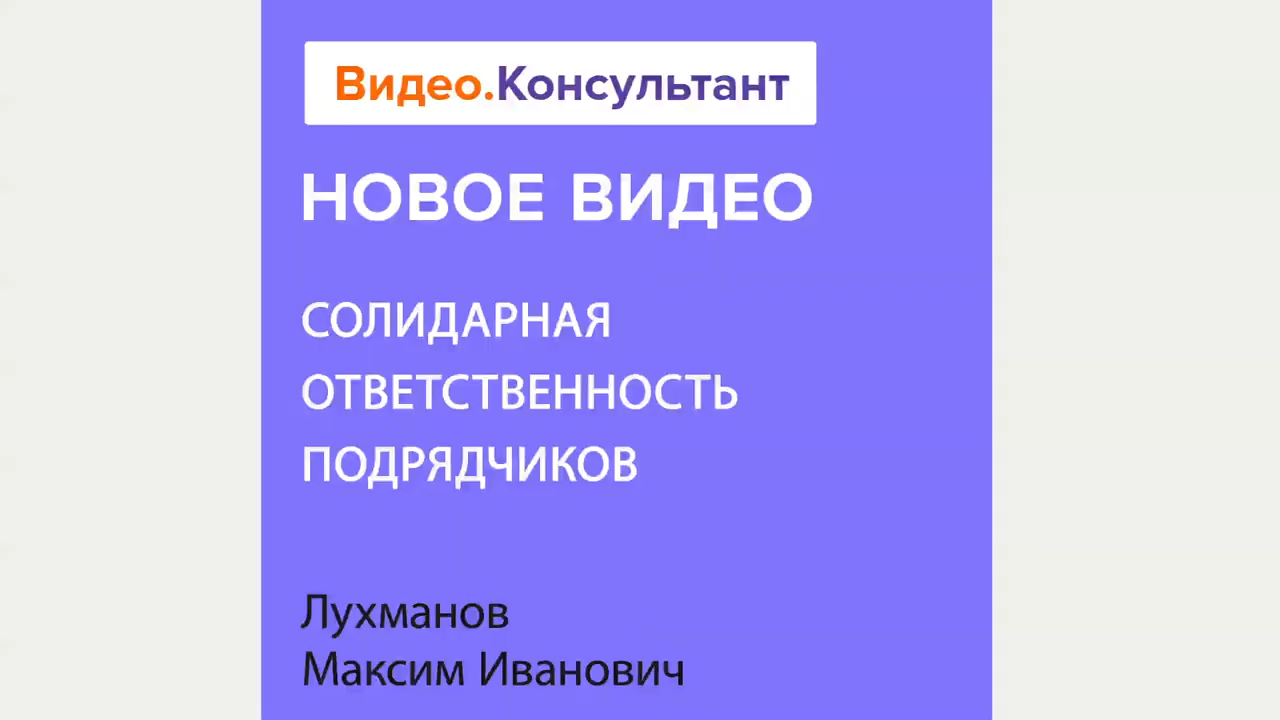 Видео.Консультант
НОВОЕ ВИДЕО
СОЛИДАРНАЯ
ОТВЕТСТВЕННОСТЬ
ПОДРЯДЧИКОВ
Лухманов
Максим Иванович